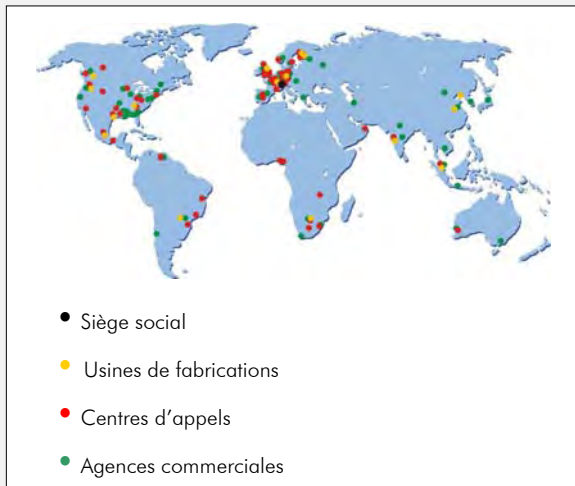 Siège social
Usines de fabrications
Centres d'appels
Agences commerciales